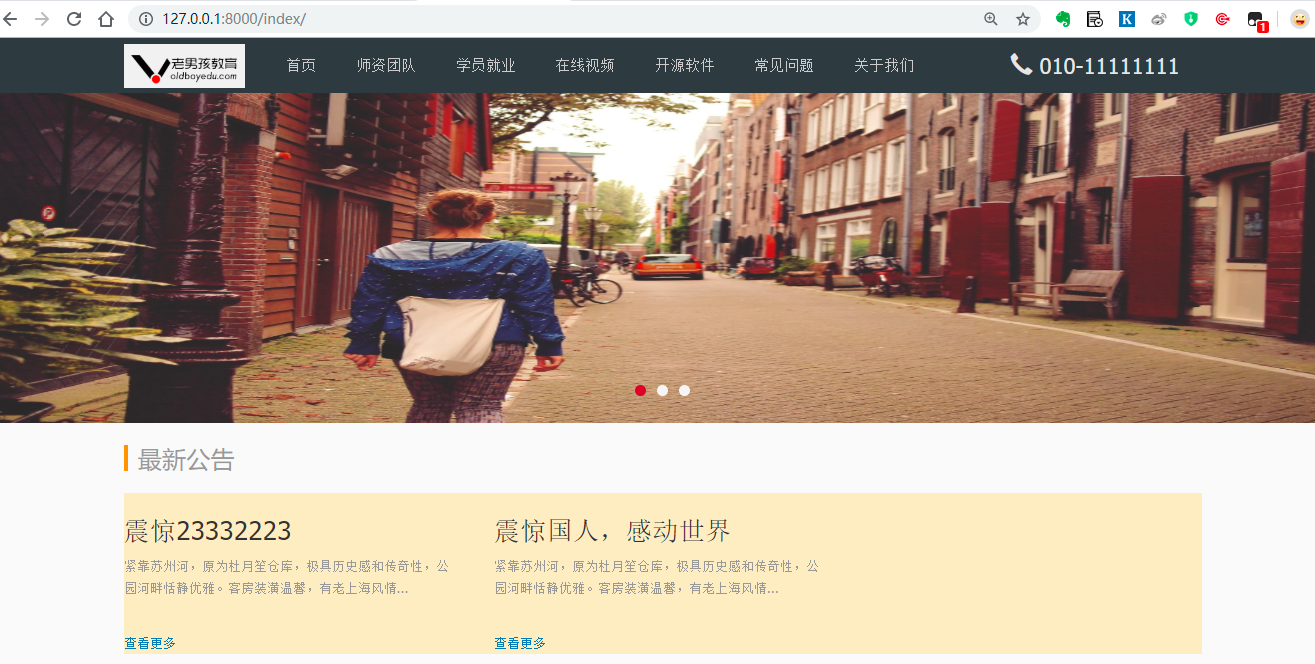 127.0.0.1:8000/index/
K
1
老男孩教育
oldboyedu.com
首页 师资团队 学员就业 在线视频 开源软件 常见问题 关于我们
010-11111111
P
最新公告
震惊23332223
紧靠苏州河，原为杜月笙仓库，极具历史感和传奇性，公
园河畔恬静优雅。客房装潢温馨，有老上海风情...
查看更多
震惊国人，感动世界
紧靠苏州河，原为杜月笙仓库，极具历史感和传奇性，公
园河畔恬静优雅。客房装潢温馨，有老上海风情...
查看更多